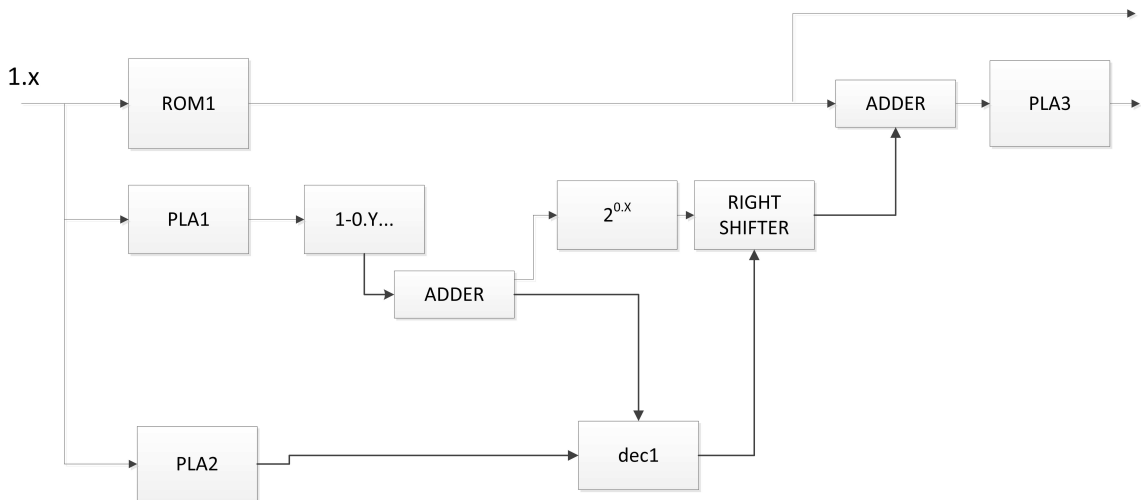 1.x
ROM1
ADDER
PLA3
PLA1
1-0.Y...
2^0.X
RIGHT
SHIFTER
ADDER
PLA2
dec1